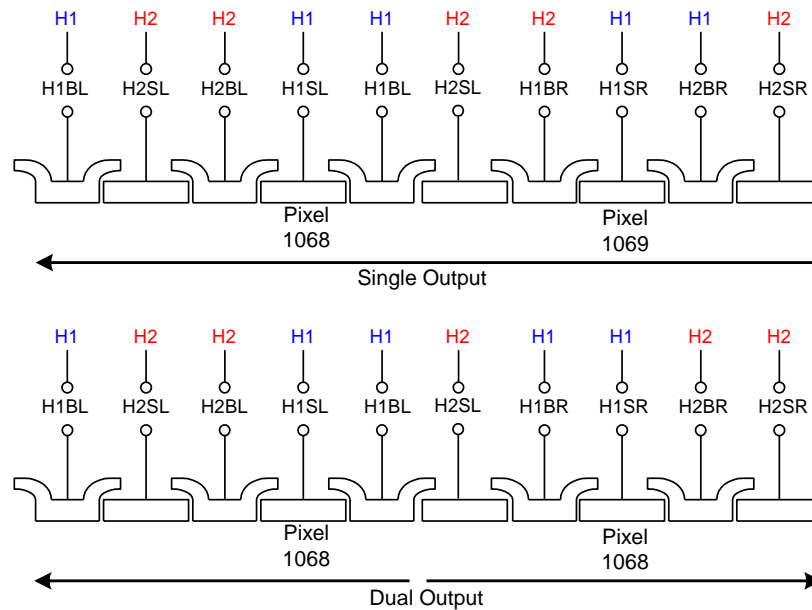 H1 H2 H2 H1 H1 H2 H2 H1 H1 H2
H1BL H2SL H2BL H1SL H1BL H2SL H1BR H1SR H2BR H2SR
Pixel Pixel
1068 1069
Single Output
H1 H2 H2 H1 H1 H2 H1 H1 H2 H2
H1BL H2SL H2BL H1SL H1BL H2SL H1BR H1SR H2BR H2SR
Pixel Pixel
1068 1068
Dual Output